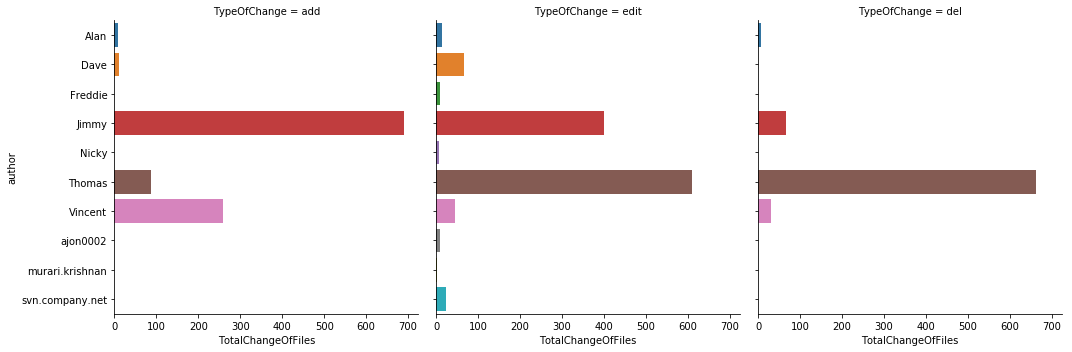 TypeOfChange = add
TypeOfChange = edit
TypeOfChange = del
author
Alan
Dave
Freddie
Jimmy
Nicky
Thomas
Vincent
ajon0002
murari.krishnan
svn.company.net
0 100 200 300 400 500 600 700
0 100 200 300 400 500 600 700
0 100 200 300 400 500 600 700
TotalChangeOfFiles
TotalChangeOfFiles
TotalChangeOfFiles